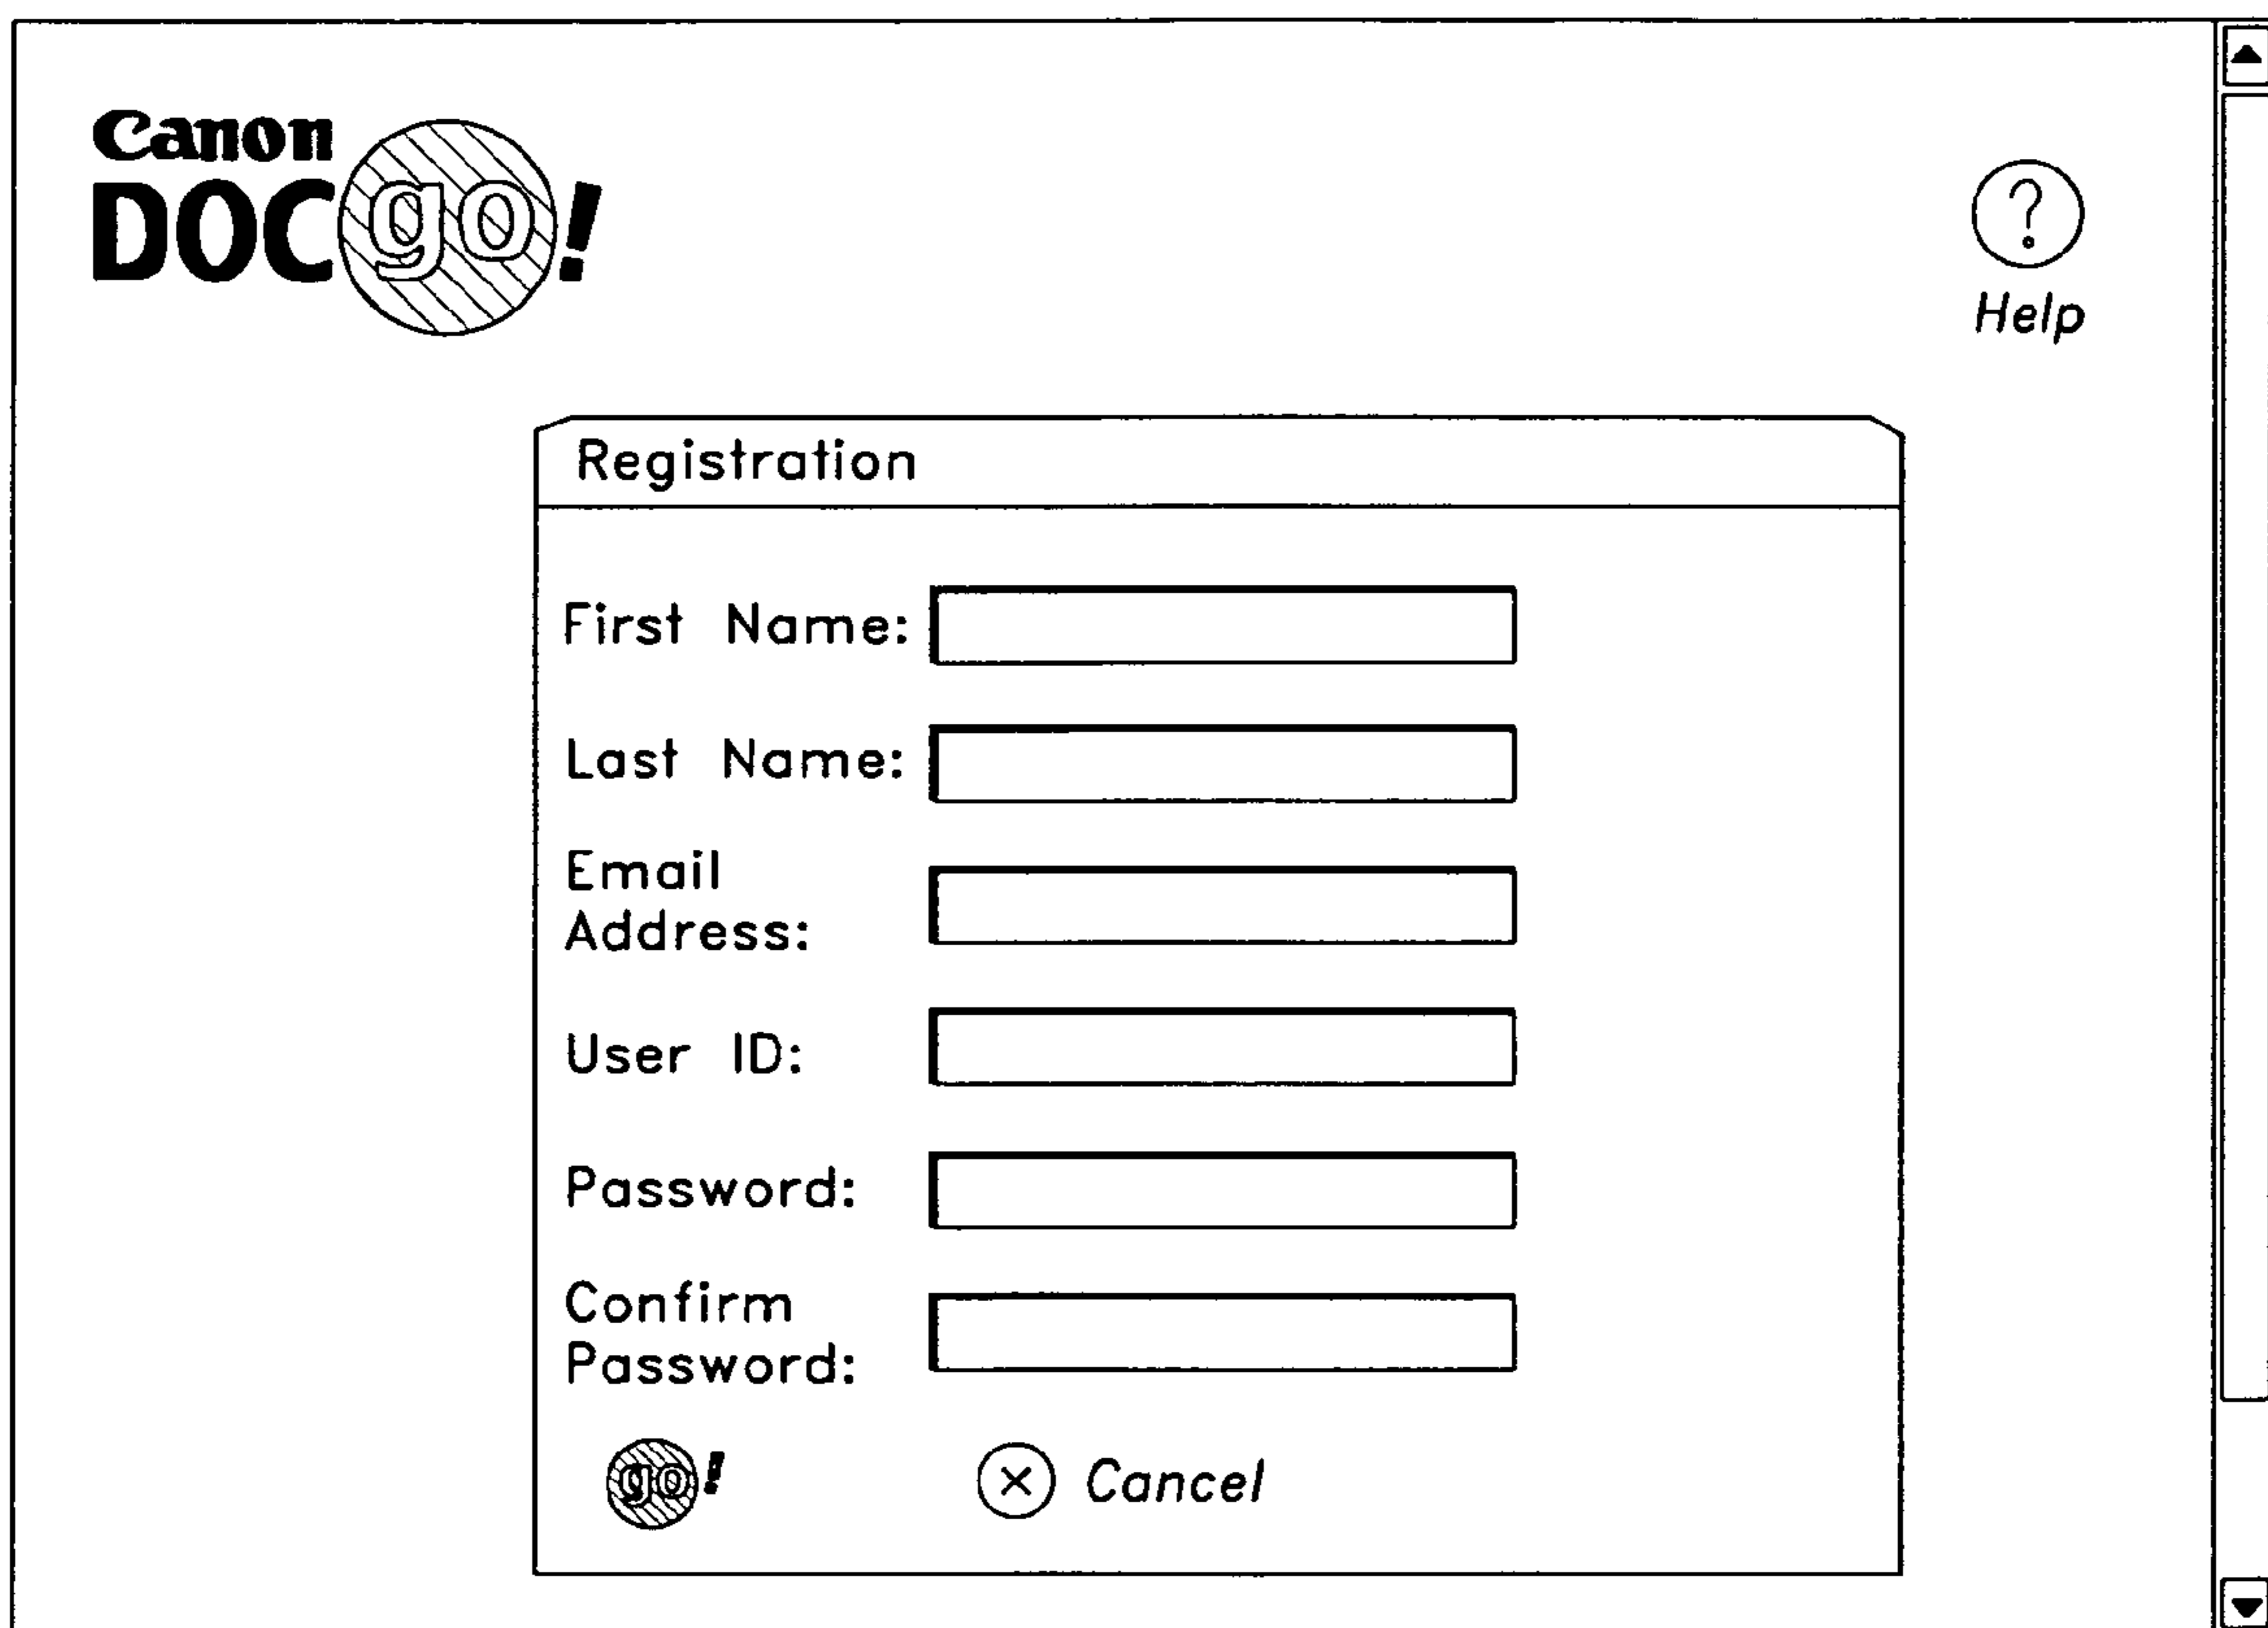 Canon
DOC go!
?
Help
Registration
First Name:
Last Name:
Email
Address:
User ID:
Password:
Confirm
Password:
go!
Cancel